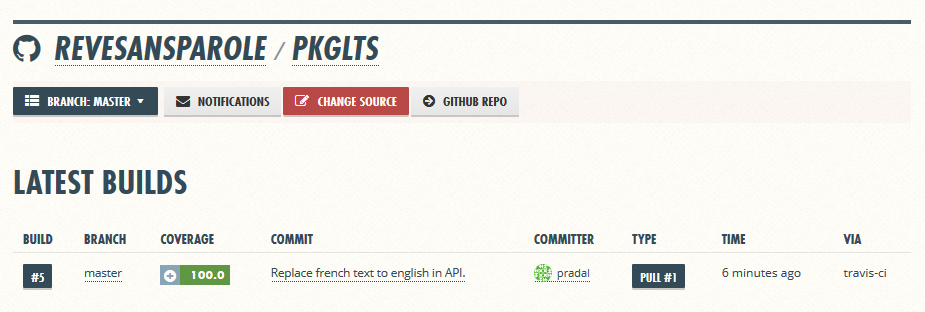 REVESANSPAROLE / PKGLTS
BRANCH: MASTER NOTIFICATIONS CHANGE SOURCE GITHUB REPO
LATEST BUILDS
BUILD BRANCH COVERAGE COMMIT COMMITTER TYPE TIME VIA
#5 master 100.0 Replace french text to english in API. pradal PULL #1 6 minutes ago travis-ci